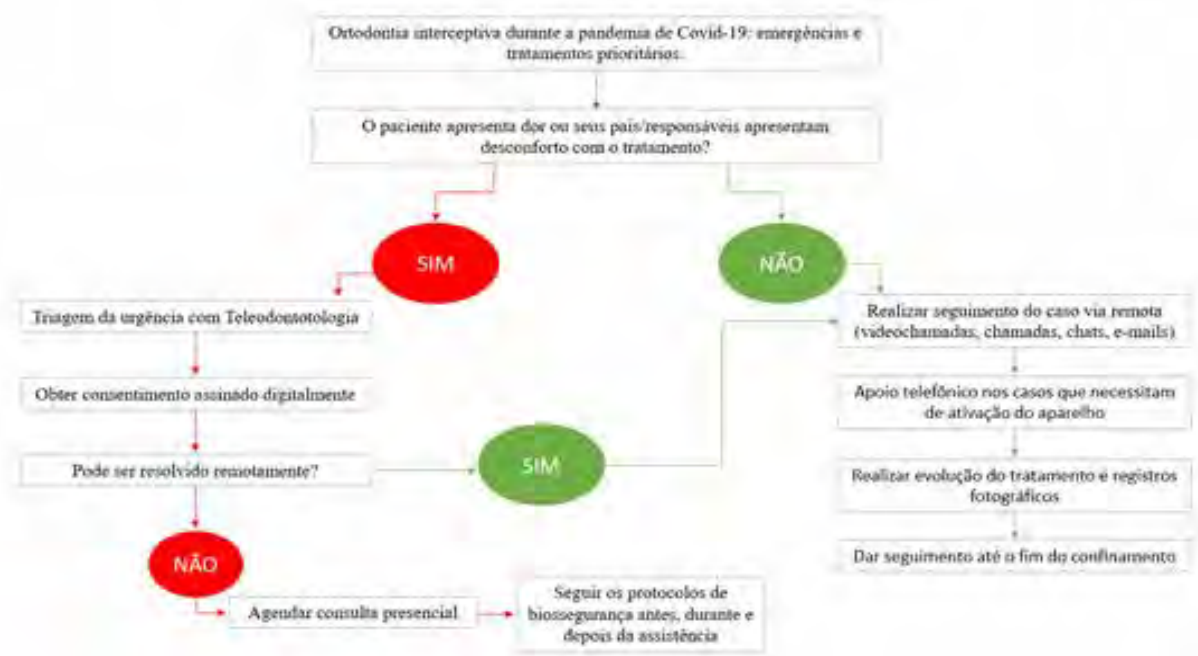 Ortodontia interceptiva durante a pandemia de Covid-19: emergências e
tratamentos prioritários.
O paciente apresenta dor ou seus pais/responsáveis apresentam
desconforto com o tratamento?
SIM
NÃO
Triagem da urgência com Teleodontotologia
Realizar seguimento do caso via remota
(videochamadas, chamadas, chats, e-mails)
Obter consentimento assinado digitalmente
Apoio telefônico nos casos que necessitam
de ativação do aparelho
Pode ser resolvido remotamente?
SIM
Realizar evolução do tratamento e registros
fotográficos
NÃO
Dar seguimento até o fim do confinamento
Agendar consulta presencial
Seguir os protocolos de
biossegurança antes, durante e
depois da assistência